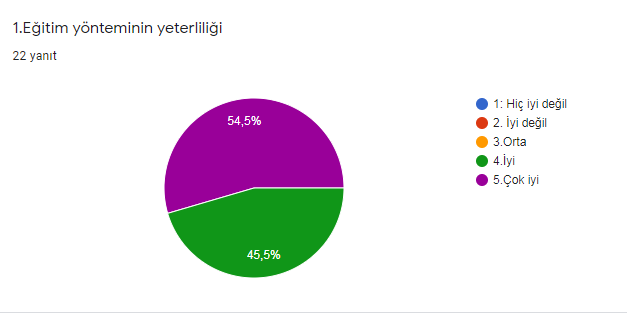 1.Eğitim yönteminin yeterliliği
22 yanıt
54,5%
45,5%
1: Hiç iyi değil
2. İyi değil
3.Orta
4.İyi
5.Çok iyi